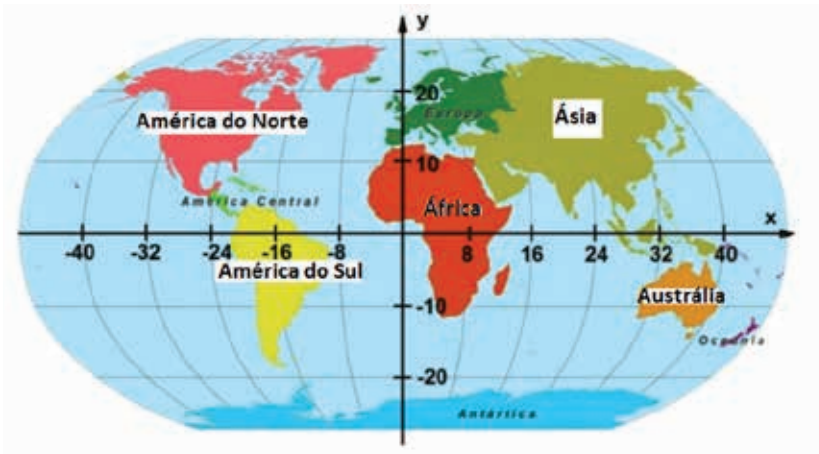 y
20
Europa
América do Norte
Ásia
10
América Central
África
x
-40 -32 -24 -16 -8 8 16 24 32 40
América do Sul
Austrália
-10
Oceania
-20
Antártica